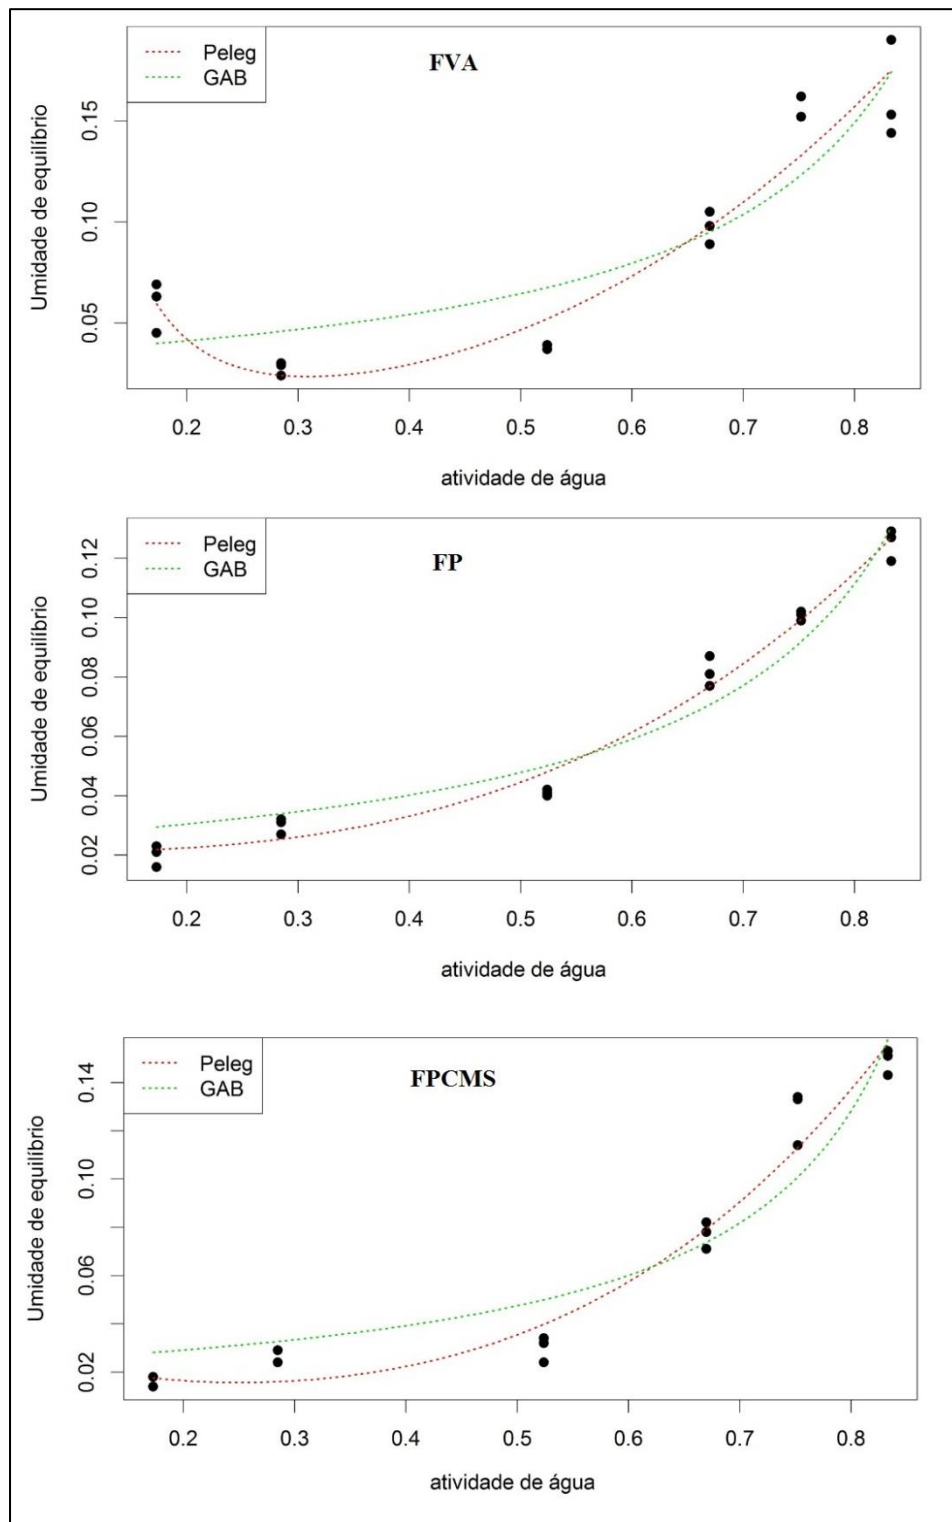 Peleg
GAB
FVA
Umidade de equilíbrio
0.05
0.10
0.15
0.2 0.3 0.4 0.5 0.6 0.7 0.8
atividade de água
Peleg
GAB
FP
Umidade de equilíbrio
0.02
0.04
0.06
0.08
0.10
0.12
0.2 0.3 0.4 0.5 0.6 0.7 0.8
atividade de água
Peleg
GAB
FPCMS
Umidade de equilíbrio
0.02
0.06
0.10
0.14
0.2 0.3 0.4 0.5 0.6 0.7 0.8
atividade de água